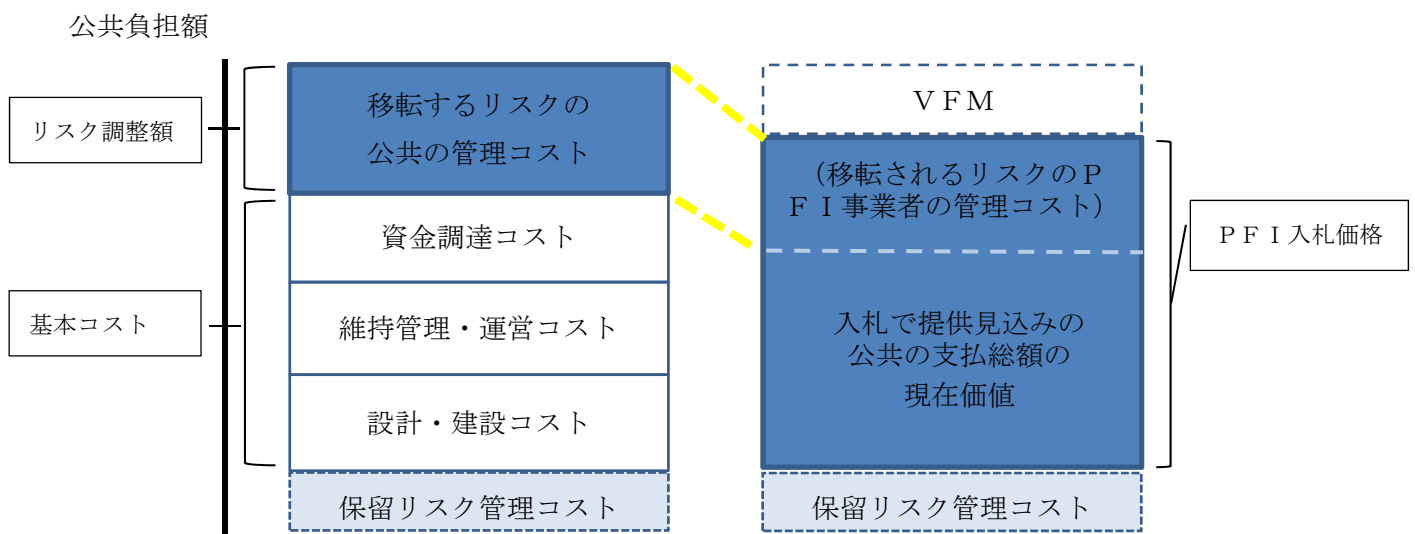 公共負担額
リスク調整額
基本コスト
移転するリスクの
公共の管理コスト
資金調達コスト
維持管理・運営コスト
設計・建設コスト
保留リスク管理コスト
ＶＦＭ
（移転されるリスクのＰ
ＦＩ事業者の管理コスト）
入札で提供見込みの
公共の支払総額の
現在価値
保留リスク管理コスト
ＰＦＩ入札価格